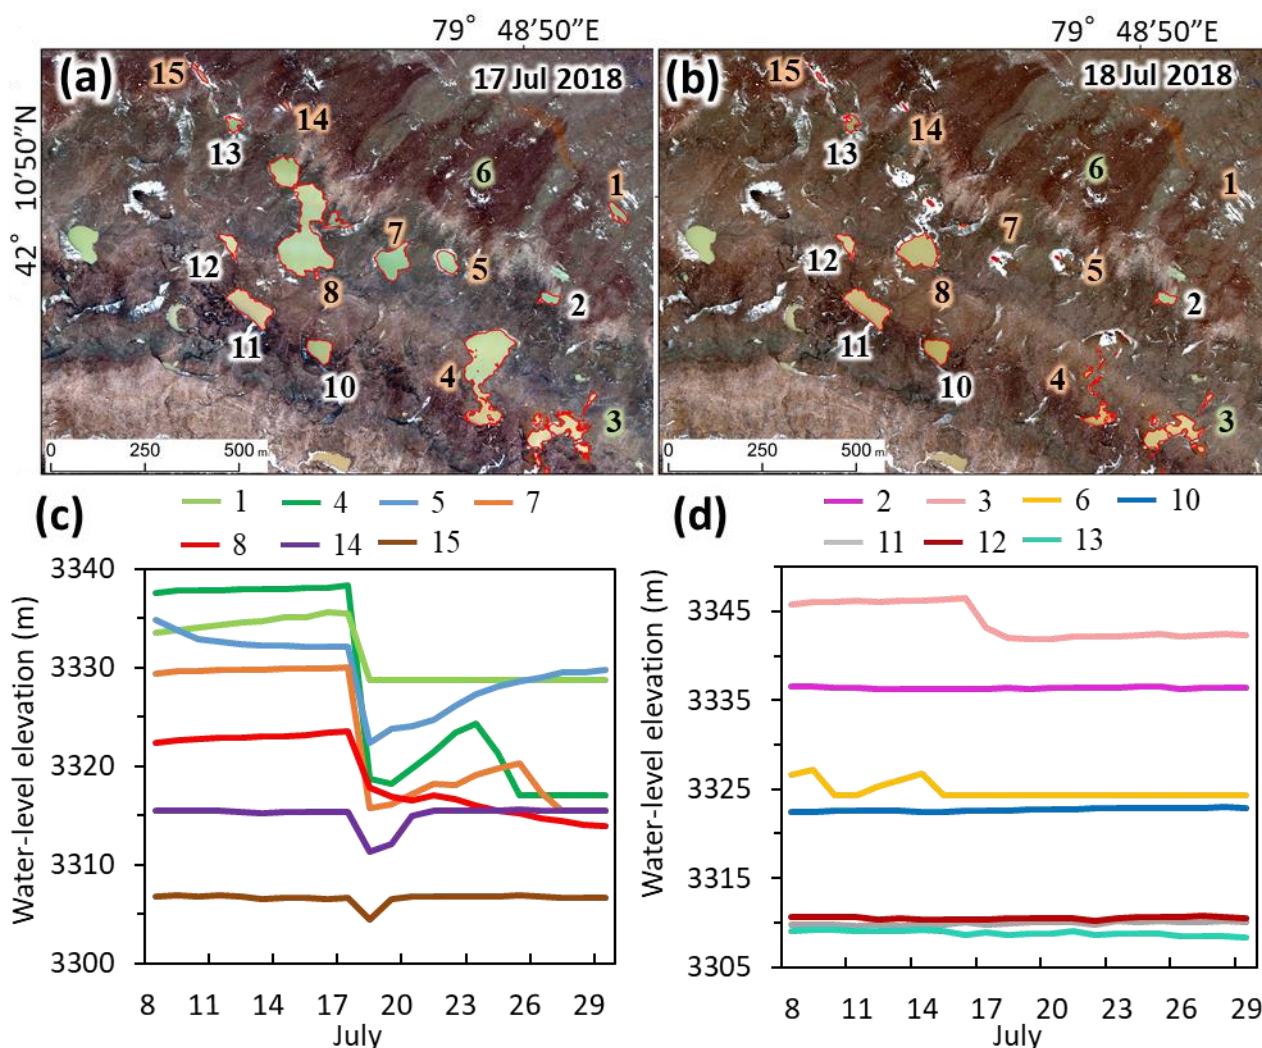 79° 48’50”E
79° 48’50”E
42° 10’50”N
(a)
17 Jul 2018
15
14
13
6
1
7
12
5
8
2
11
10
4
3
0 250 500 m
(b)
18 Jul 2018
15
14
13
6
1
7
12
5
8
2
11
10
4
3
0 250 500 m
(c)
1 4 5 7
8 14 15
Water-level elevation (m)
3340
3330
3320
3310
3300
8 11 14 17 20 23 26 29
July
(d)
2 3 6 10
11 12 13
Water-level elevation (m)
3345
3335
3325
3315
3305
8 11 14 17 20 23 26 29
July